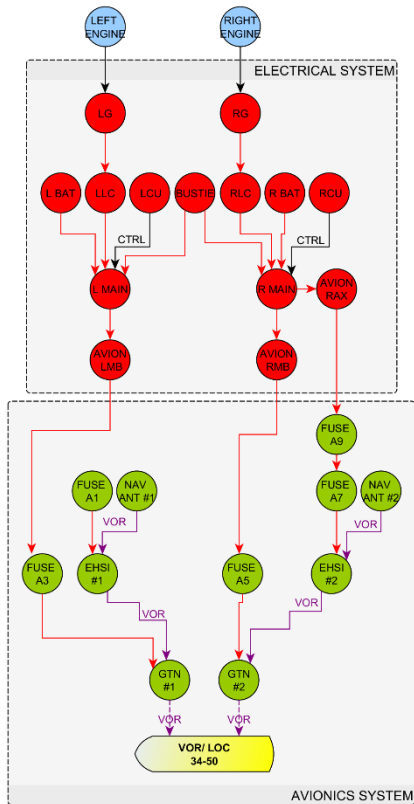 LEFT
ENGINE
RIGHT
ENGINE
ELECTRICAL SYSTEM
LG
RG
L BAT
LLC
LCU
BUSTIE
RLC
R BAT
RCU
CTRL
CTRL
L MAIN
R MAIN
AVION
RAX
AVION
LMB
AVION
RMB
FUSE
A9
FUSE
A1
NAV
ANT #1
FUSE
A7
NAV
ANT #2
VOR
VOR
FUSE
A3
EHSI
#1
FUSE
A5
EHSI
#2
VOR
VOR
GTN
#1
GTN
#2
VOR
VOR
VOR/ LOC
34-50
AVIONICS SYSTEM